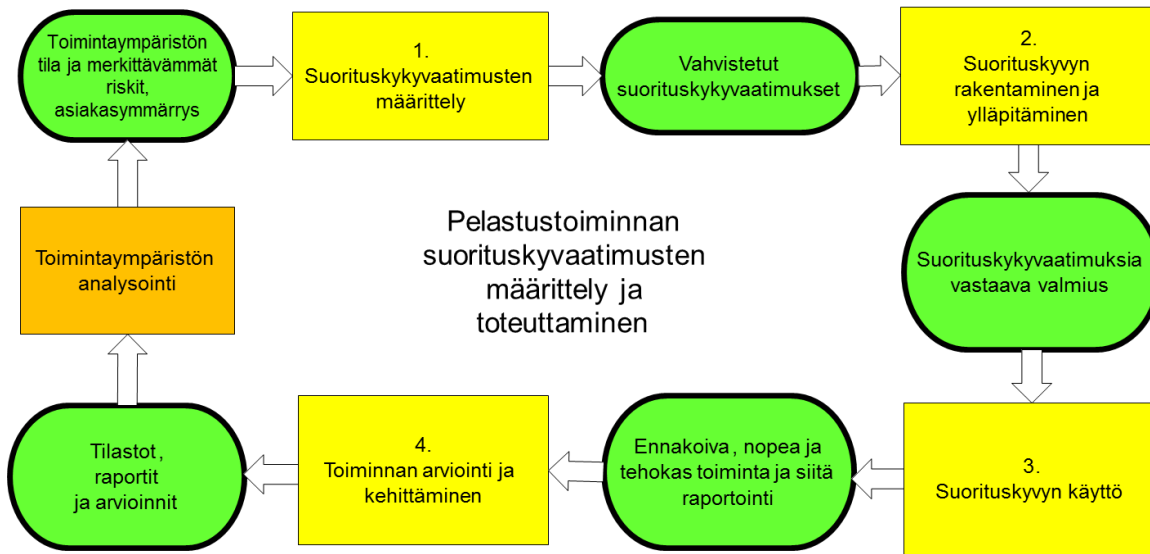 Toimintaympäristön
tila ja merkittävämmät
riskit,
asiakasymmärrys
1.
Suorituskykyvaatimusten
määrittely
Vahvistetut
suorituskykyvaatimukset
2.
Suorituskyvyn
rakentaminen ja
ylläpitäminen
Toimintaympäristön
analysointi
Pelastustoiminnan
suorituskyvaatimusten
määrittely ja
toteuttaminen
Suorituskykyvaatimuksia
vastaava valmius
Tilastot,
raportit
ja arvioinnit
4.
Toiminnan arviointi ja
kehittäminen
Ennakoiva, nopea ja
tehokas toiminta ja siitä
raportointi
3.
Suorituskyvyn käyttö